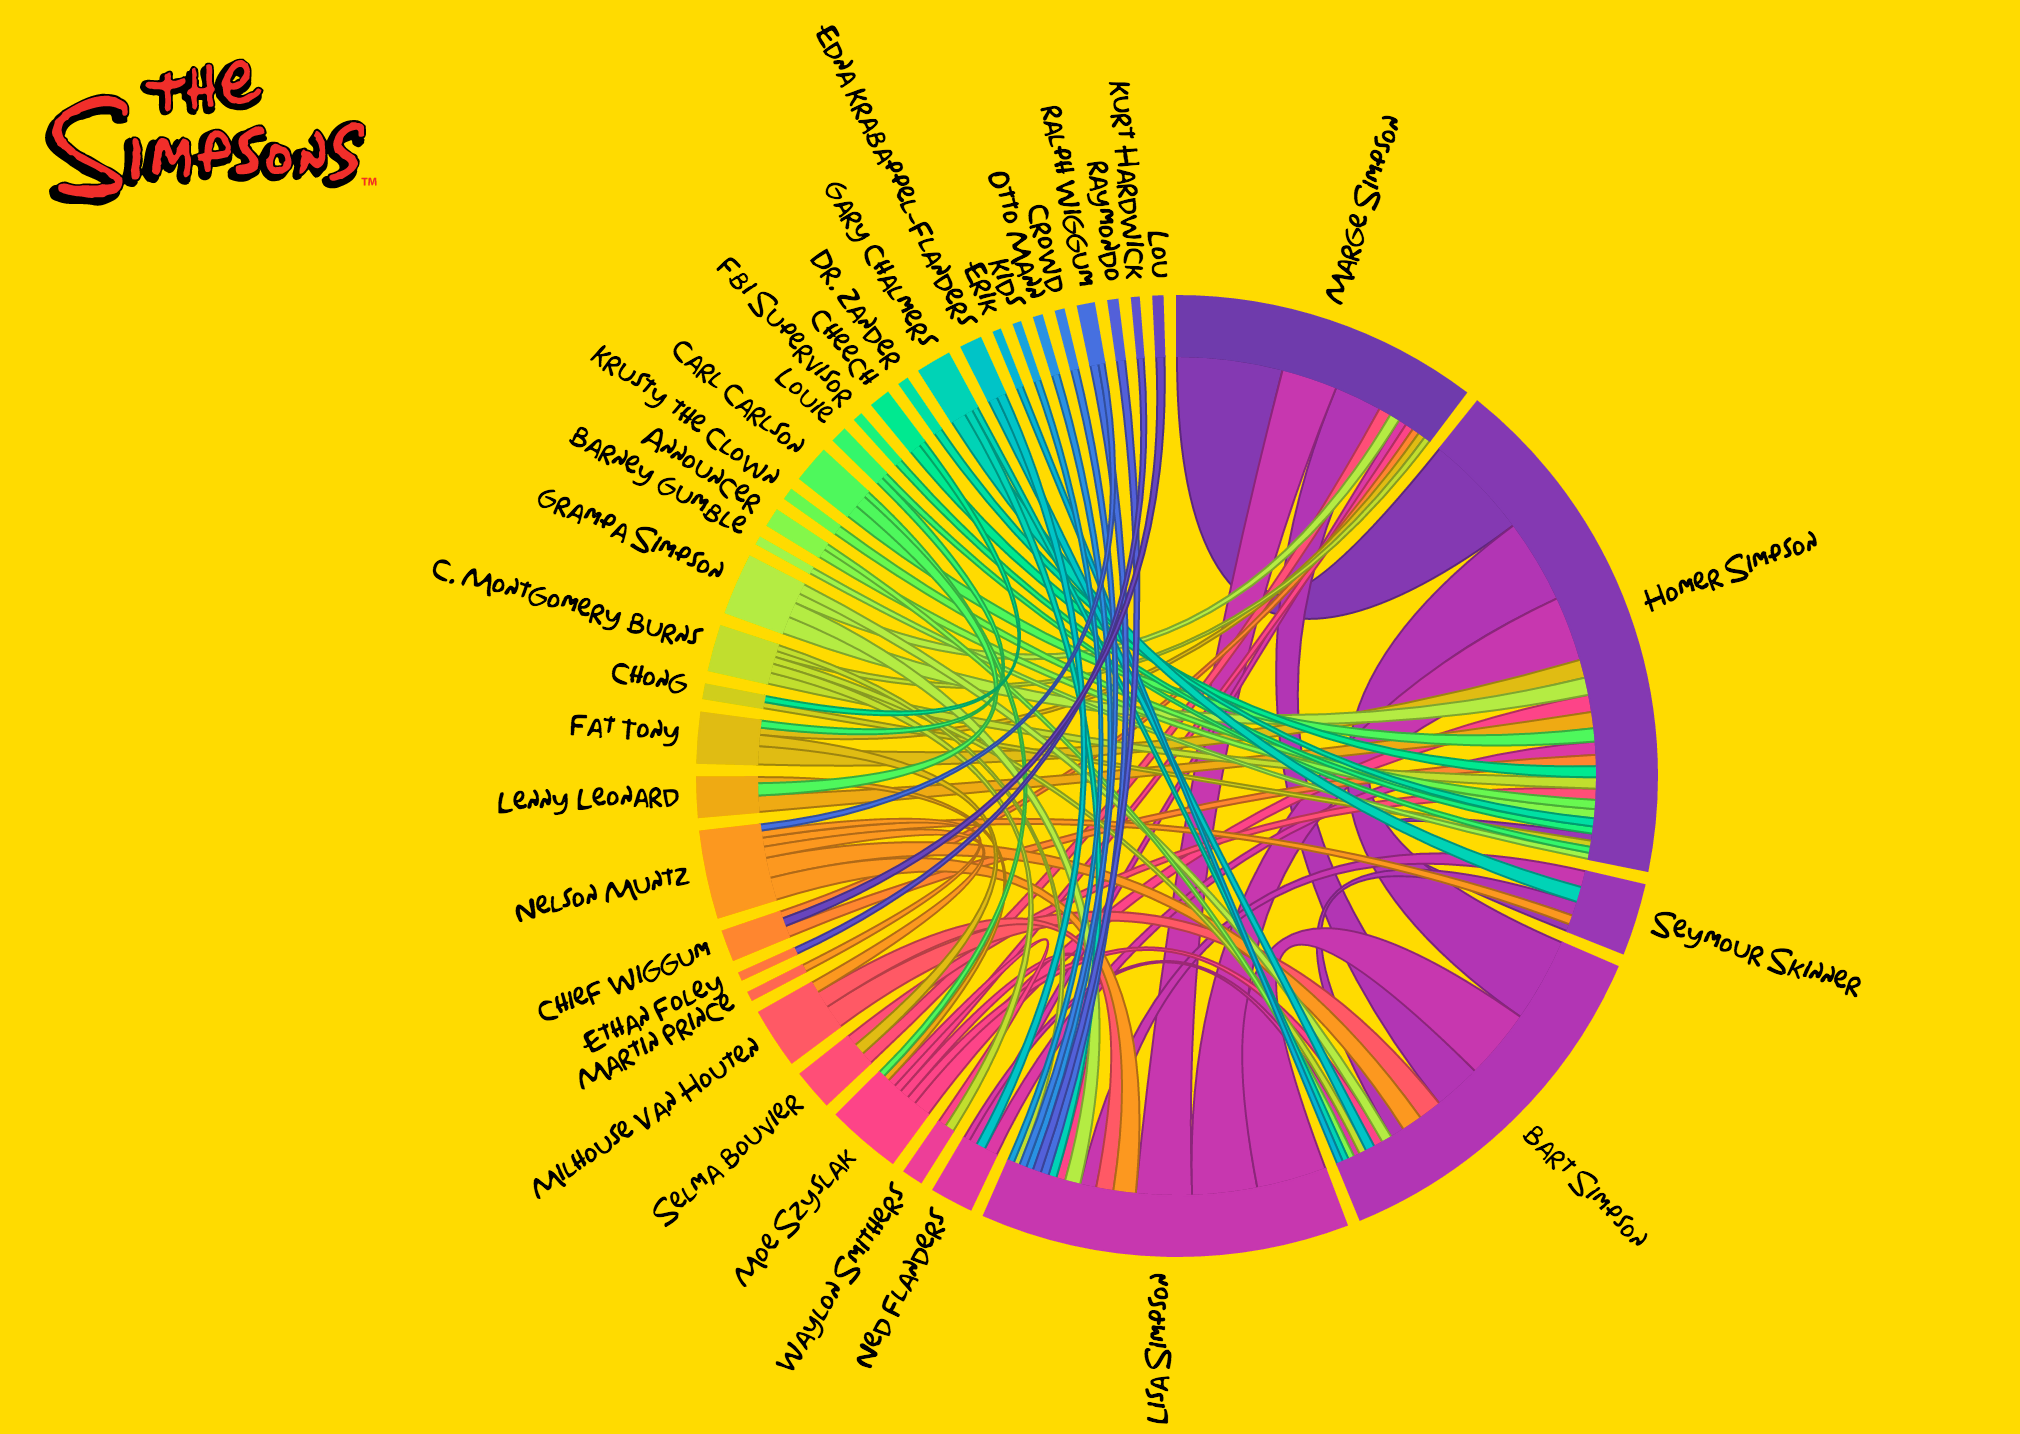 THE
SIMPSONS
TM
MARGE SIMPSON
HOMER SIMPSON
SEYMOUR SKINNER
BART SIMPSON
LISA SIMPSON
NED FLANDERS
WAYLON SMITHERS
MOE SZYSLAK
SELMA BOUVIER
MILHOUSE VAN HOUTEN
MARTIN PRINCE
ETHAN FOLEY
CHIEF WIGGUM
NELSON MUNTZ
LENNY LEONARD
FAT TONY
CHONG
C. MONTGOMERY BURNS
GRAMPA SIMPSON
BARNEY GUMBLE
ANNOUNCER
KRUSTY THE CLOWN
CARL CARLSON
LOUIE
FBI SUPERVISOR
CHEECH
DR. ZANDER
GARY CHALMERS
EDNA KRABAPPEL-FLANDERS
ERIK
KIDS
OTTO MANN
CROWD
RALPH WIGGUM
RAYMONDO
KURT HARDWICK
LOU